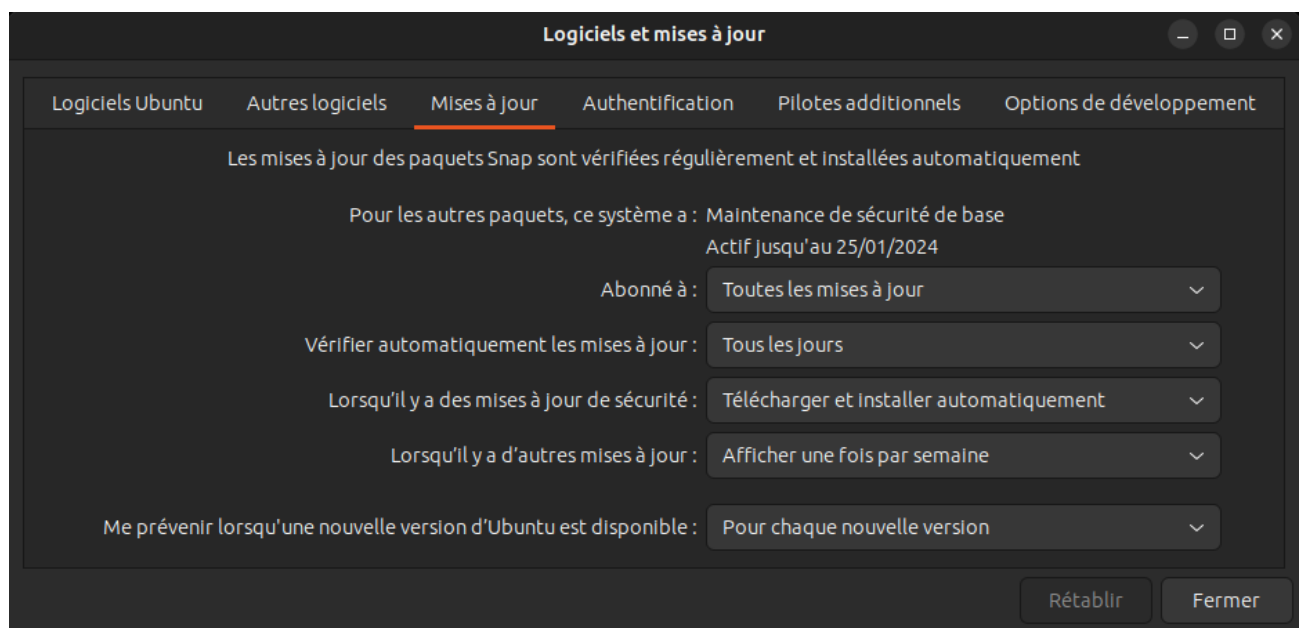 Logiciels et mises à jour
Logiciels Ubuntu Autres logiciels Mises à jour Authentification Pilotes additionnels Options de développement
Les mises à jour des paquets Snap sont vérifiées régulièrement et installées automatiquement
Pour les autres paquets, ce système a : Maintenance de sécurité de base
Actif jusqu'au 25/01/2024
Abonné à : Toutes les mises à jour
Vérifier automatiquement les mises à jour : Tous les jours
Lorsqu’il y a des mises à jour de sécurité : Télécharger et installer automatiquement
Lorsqu’il y a d’autres mises à jour : Afficher une fois par semaine
Me prévenir lorsqu'une nouvelle version d’Ubuntu est disponible : Pour chaque nouvelle version
Rétablir Fermer